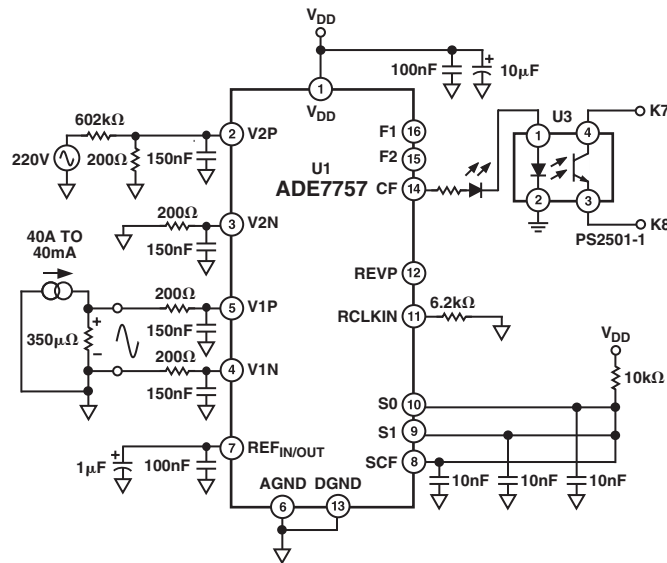 VDD
100nF
+
10µF
1
VDD
602kΩ
2
V2P
220V
200Ω
150nF
U1
ADE7757
F1
16
F2
15
CF
14
U3
1
4
K7
2
3
K8
PS2501-1
200Ω
3
V2N
150nF
40A TO
40mA
200Ω
5
V1P
350µΩ
+
–
150nF
200Ω
4
V1N
150nF
REVP
12
RCLKIN
11
6.2kΩ
VDD
10kΩ
S0
10
S1
9
SCF
8
10nF
10nF
10nF
7
REFIN/OUT
1µF
+
100nF
AGND
DGND
6
13